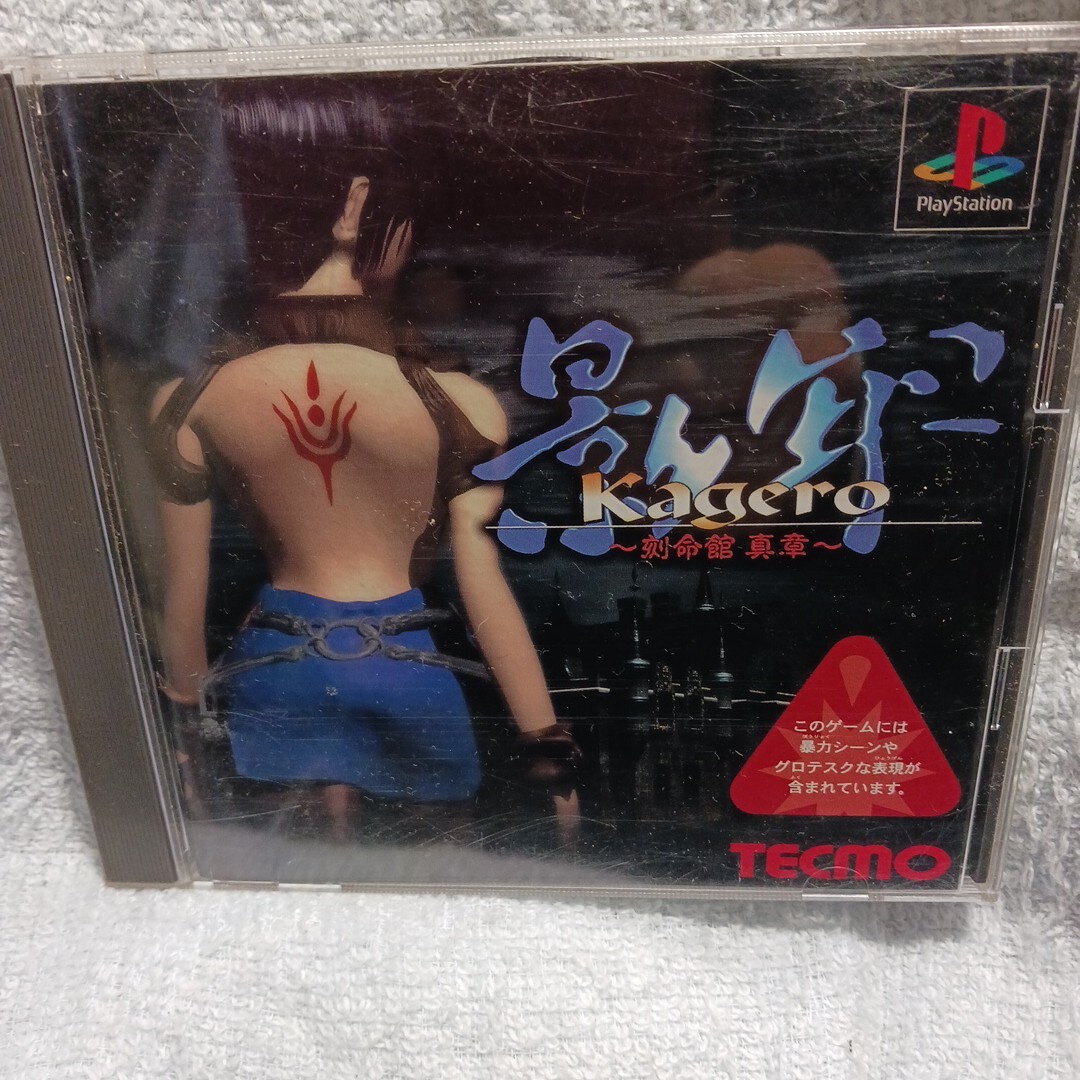 PlayStation
影牢
Kagero
～刻命館 真章～
このゲームには
暴力シーンや
グロテスクな表現が
含まれています。
TECMO